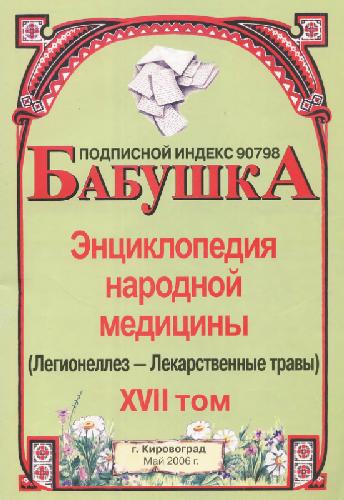 ПОДПИСНОЙ ИНДЕКС 90798
БАБУШКА
Энциклопедия
народной
медицины
(Легионеллез – Лекарственные травы)
XVII том
г. Кировоград
Май 2006 г.